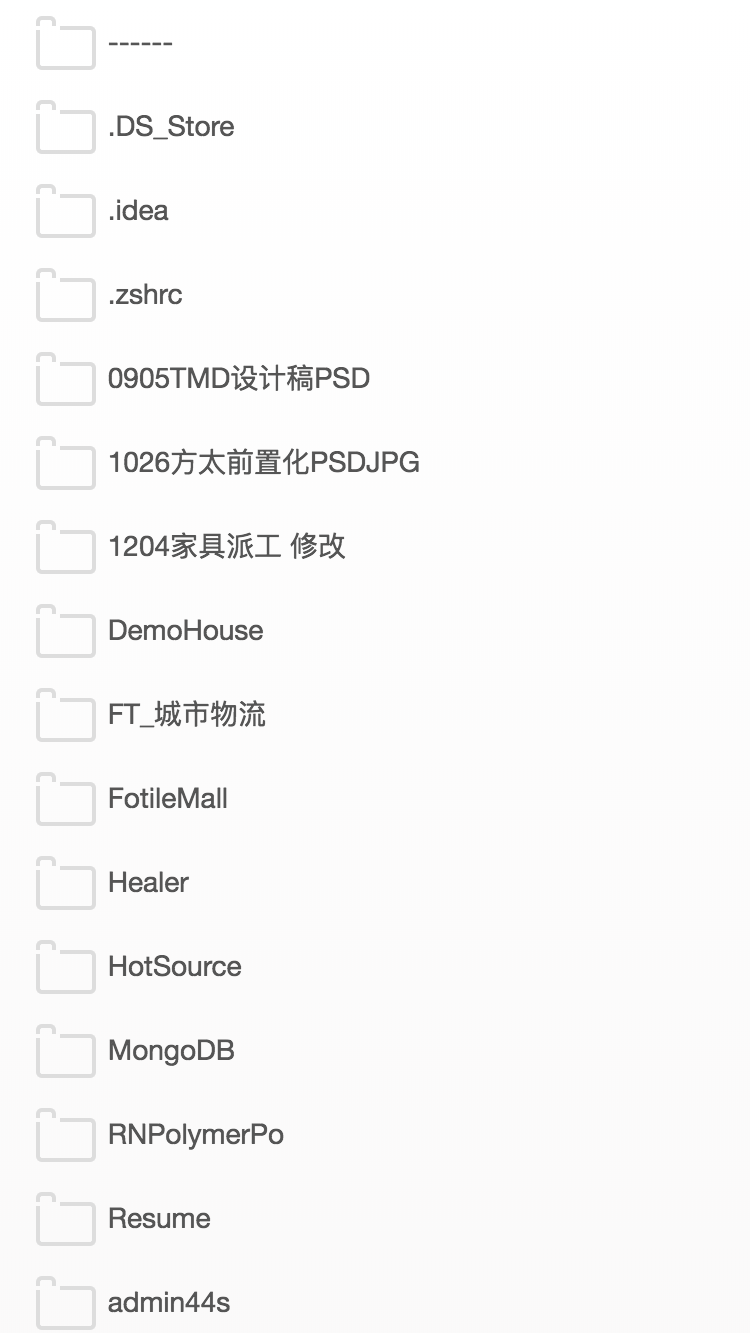 ------
.DS_Store
.idea
.zshrc
0905TMD设计稿PSD
1026方太前置化PSDJPG
1204家具派工 修改
DemoHouse
FT_城市物流
FotileMall
Healer
HotSource
MongoDB
RNPolymerPo
Resume
admin44s